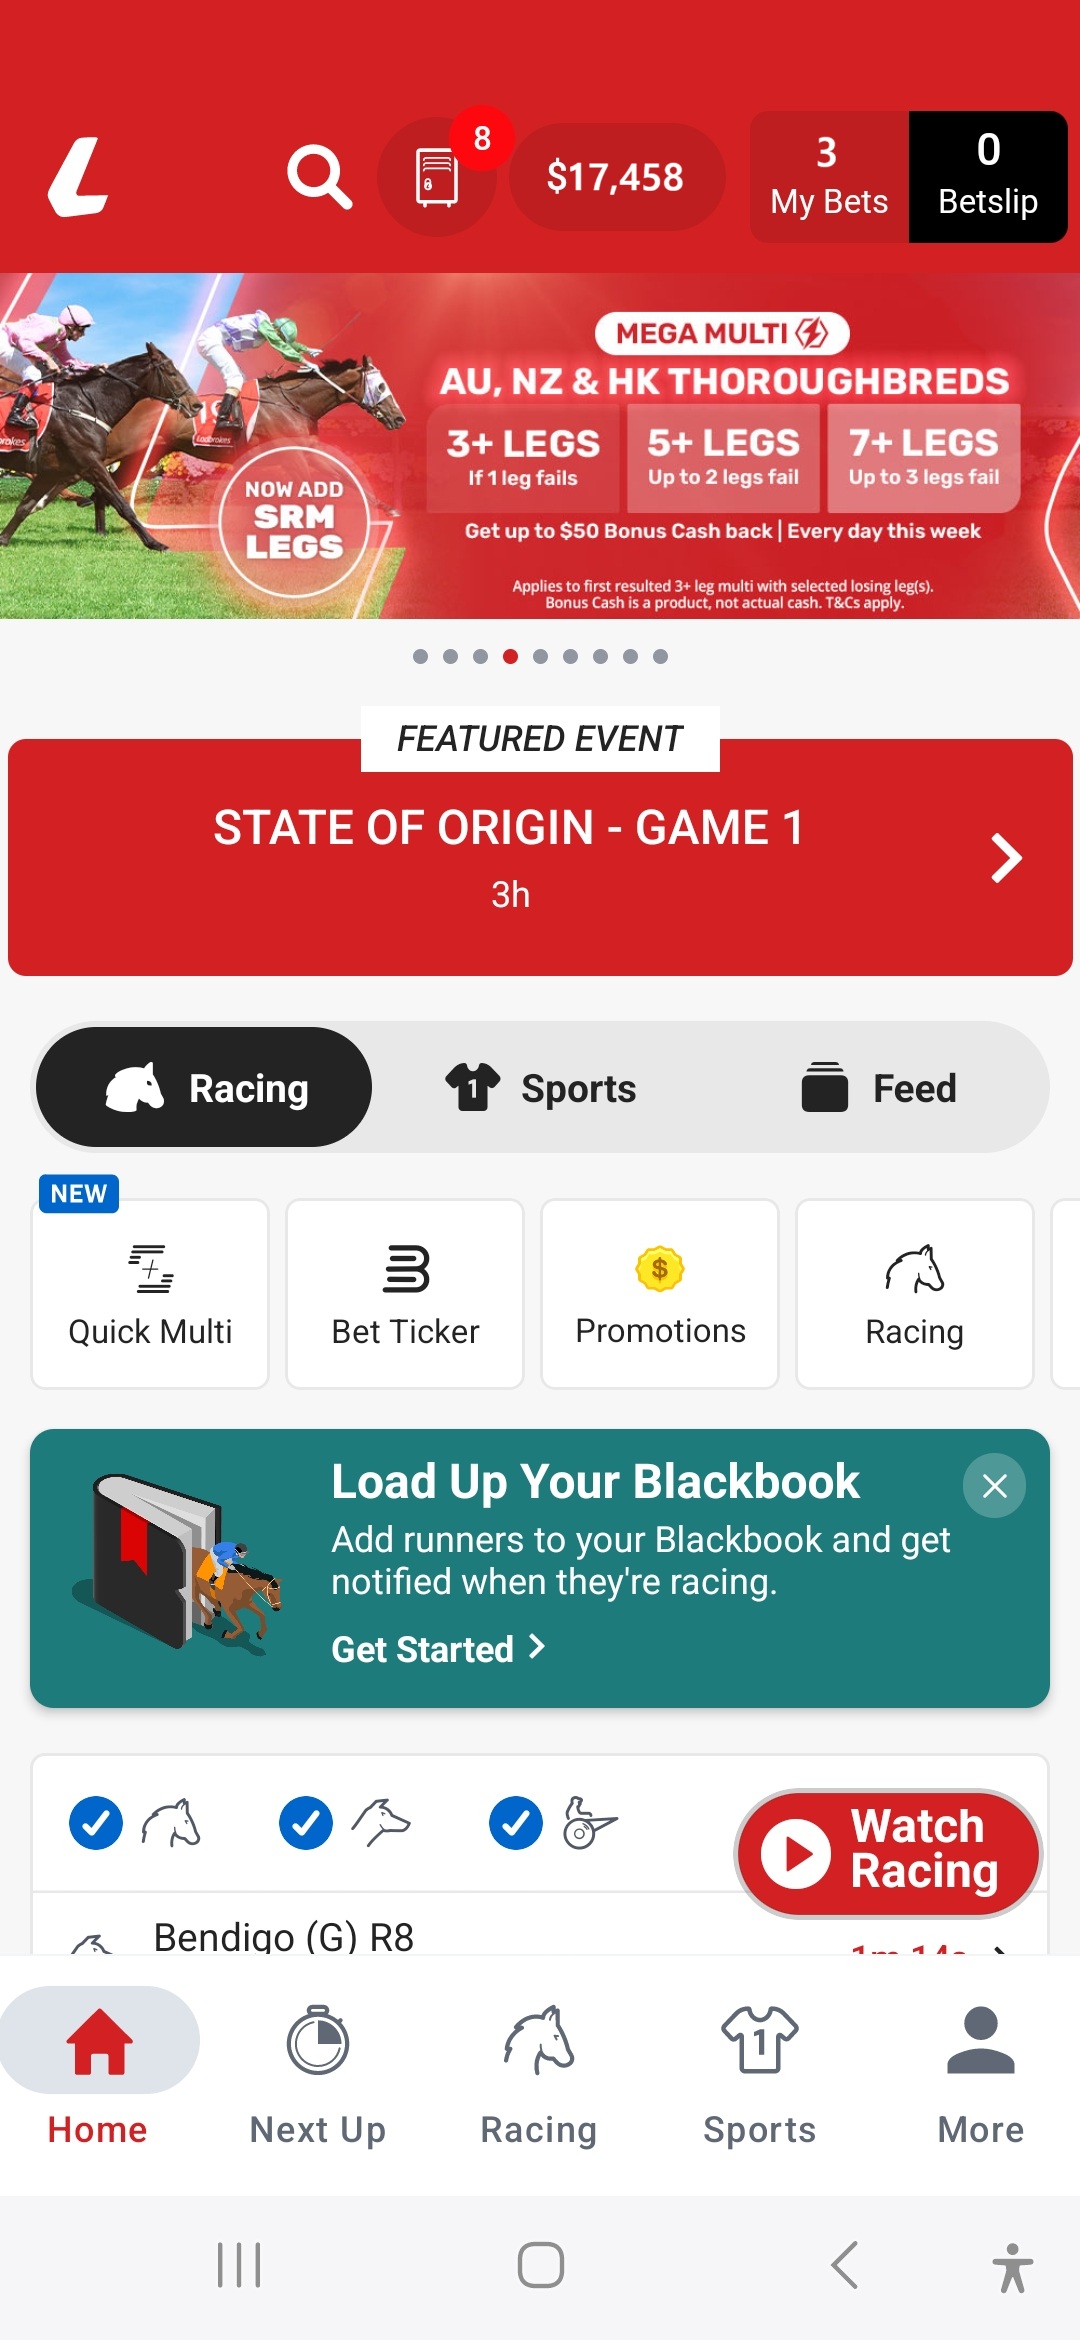 8
$17,458
3
My Bets
0
Betslip
MEGA MULTI
AU, NZ & HK THOROUGHBREDS
3+ LEGS
If 1 leg fails
5+ LEGS
Up to 2 legs fail
7+ LEGS
Up to 3 legs fail
NOW ADD
SRM
LEGS
Get up to $50 Bonus Cash back | Every day this week
Applies to first resulted 3+ leg multi with selected losing leg(s).
Bonus Cash is a product, not actual cash. T&Cs apply.
Ladbrokes
FEATURED EVENT
STATE OF ORIGIN - GAME 1
3h
Racing
1
Sports
Feed
NEW
Quick Multi
Bet Ticker
$
Promotions
Racing
Load Up Your Blackbook
Add runners to your Blackbook and get
notified when they're racing.
Get Started
Watch
Racing
Bendigo (G) R8
1m 14s
Home
Next Up
Racing
1
Sports
More